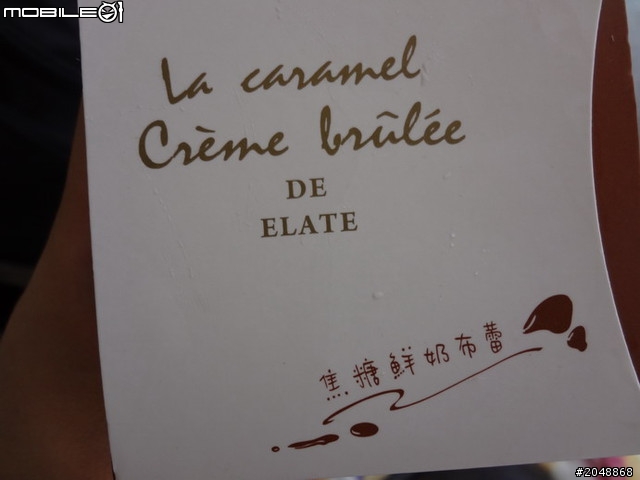 MOBILE01
La caramel
Crème brûlée
DE
ELATE
焦糖鮮奶布蕾
#2048868